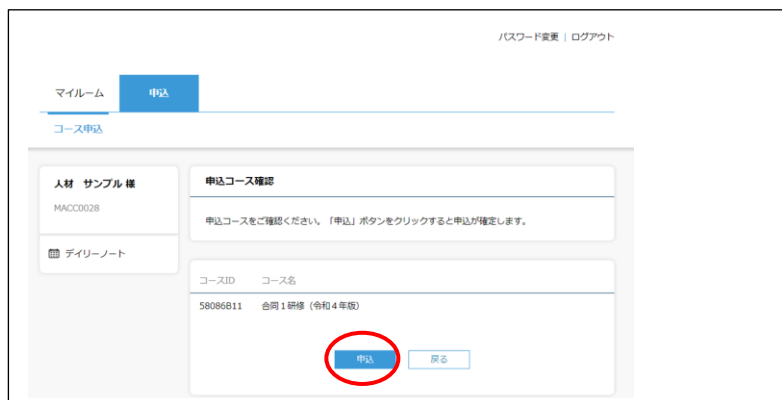 パスワード変更 | ログアウト
マイルーム 申込
コース申込
人材 サンプル 様
MACC0028
デイリーノート
申込コース確認
申込コースをご確認ください。「申込」ボタンをクリックすると申込が確定します。
コースID コース名
58086B11 合同1研修（令和4年版）
申込 戻る